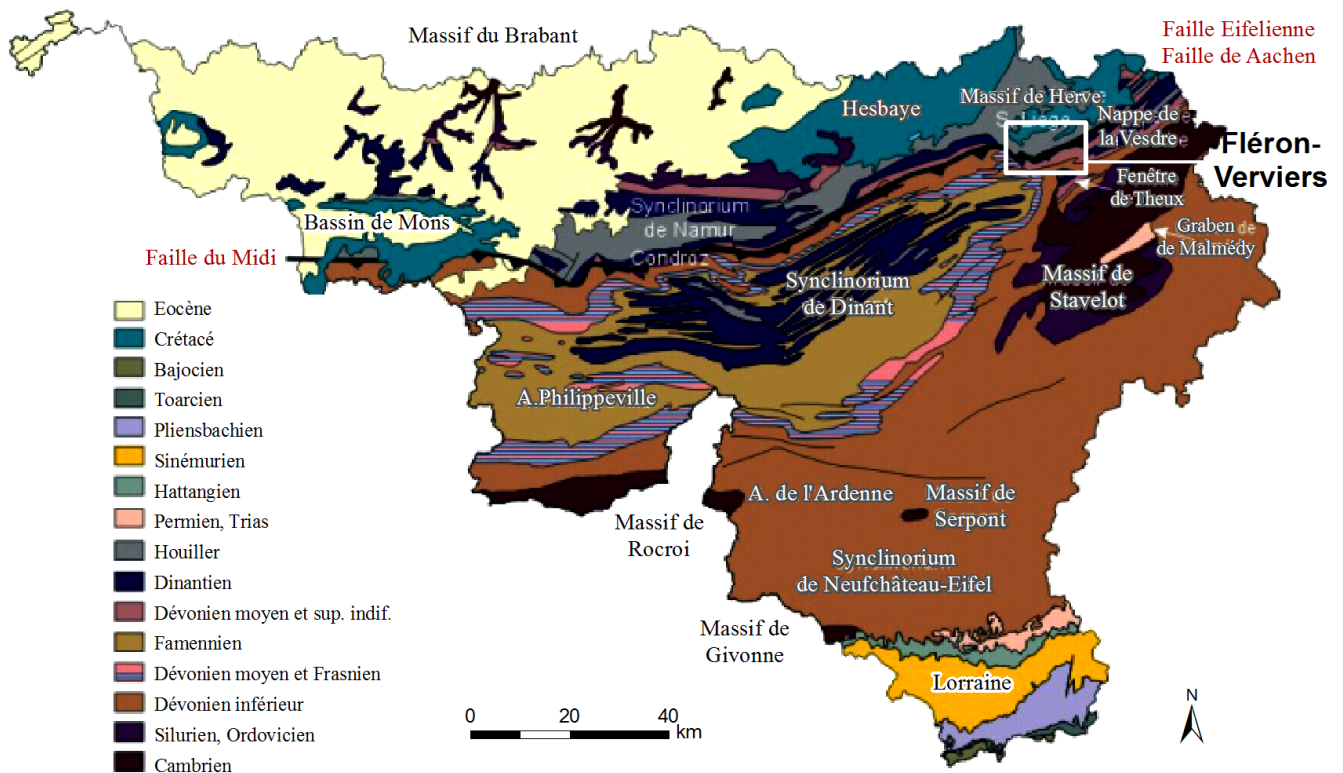 Massif du Brabant
Faille Eifelienne
Faille de Aachen
Hesbaye
Massif de Herve
Nappe de
la Vesdre
Fléron-
Verviers
Fenêtre
de Theux
Synclinorium
de Namur
Condroz
Bassin de Mons
Faille du Midi
Graben
de Malmédy
Massif de
Stavelot
Synclinorium
de Dinant
A.Philippeville
A. de l'Ardenne
Massif de
Serpont
Massif de
Rocroi
Synclinorium
de Neufchâteau-Eifel
Massif de
Givonne
Lorraine
Eocène
Crétacé
Bajocien
Toarcien
Pliensbachien
Sinémurien
Hattangien
Permien, Trias
Houiller
Dinantien
Dévonien moyen et sup. indif.
Famennien
Dévonien moyen et Frasnien
Dévonien inférieur
Silurien, Ordovicien
Cambrien
0 20 40
km
N